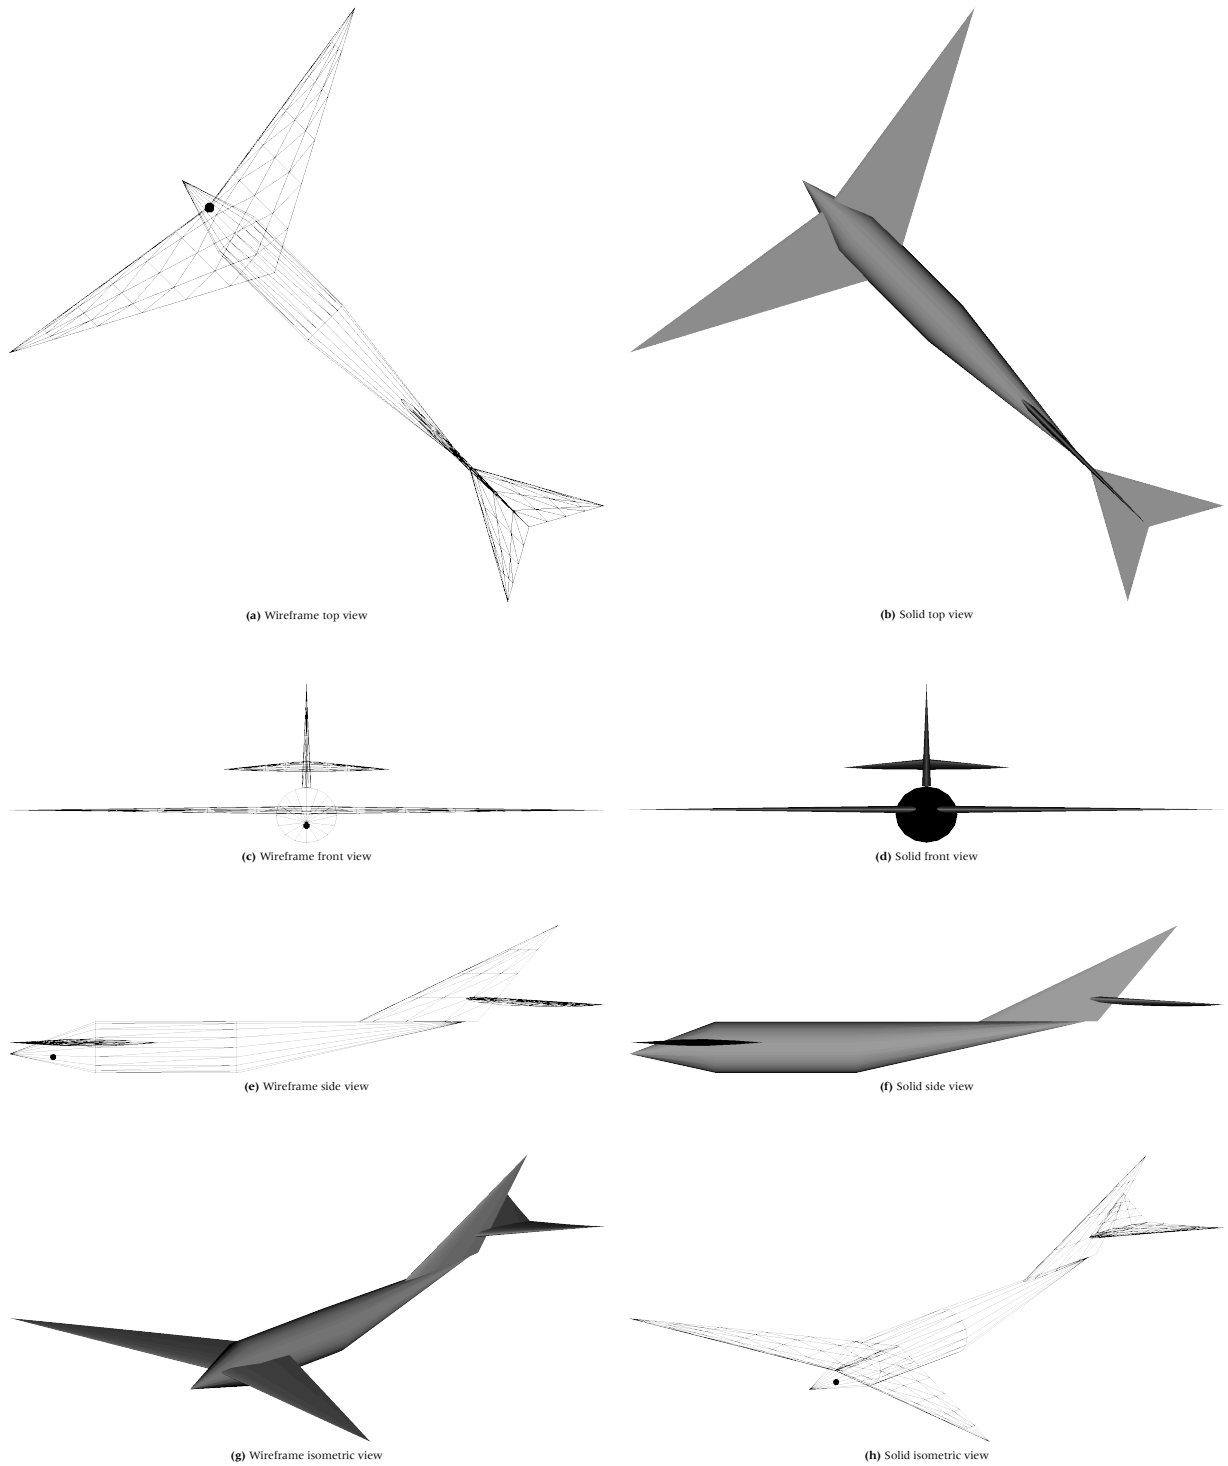 (a) Wireframe top view
(b) Solid top view
(c) Wireframe front view
(d) Solid front view
(e) Wireframe side view
(f) Solid side view
(g) Wireframe isometric view
(h) Solid isometric view